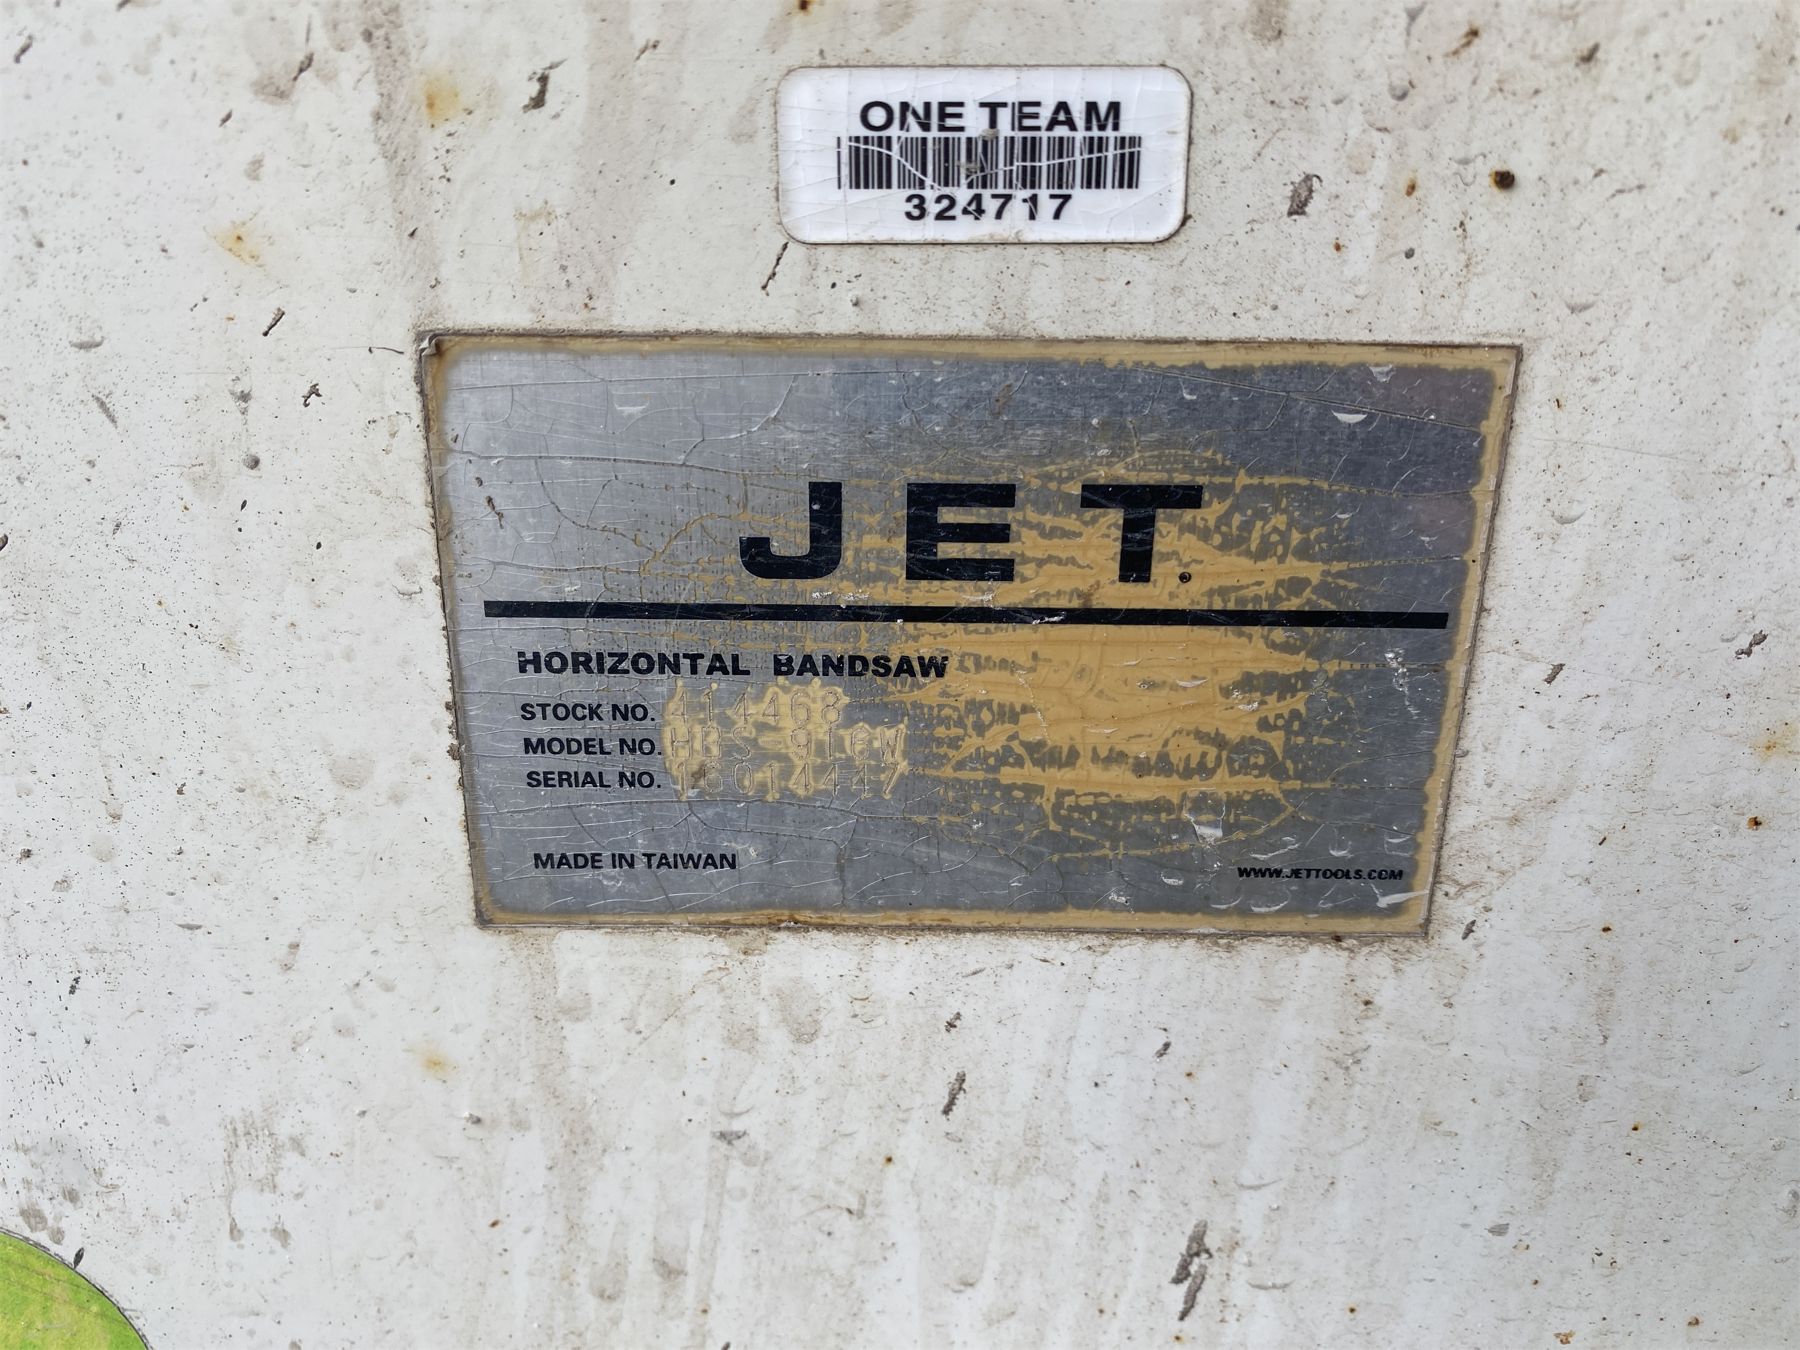 ONE TEAM
324717
JET
HORIZONTAL BANDSAW
STOCK NO. 414468
MODEL NO. HBS-916W
SERIAL NO. 16014447
MADE IN TAIWAN
WWW.JETTOOLS.COM